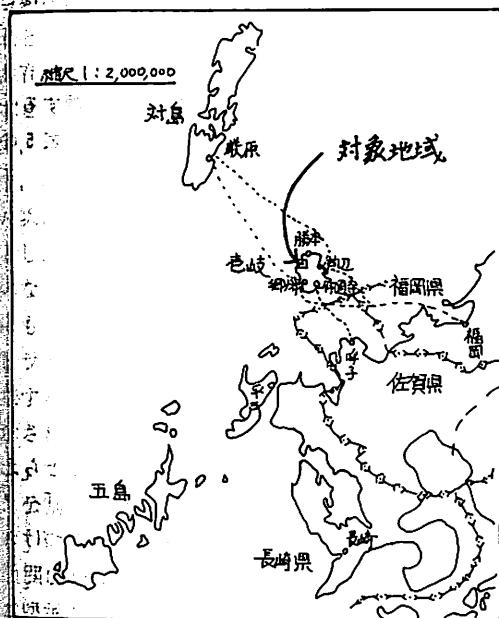 縮尺 1:2,000,000
対島
厳原
対象地域
勝本
壱岐
郷ノ浦
福岡県
福岡
呼子
佐賀県
平戸
五島
長崎
長崎県